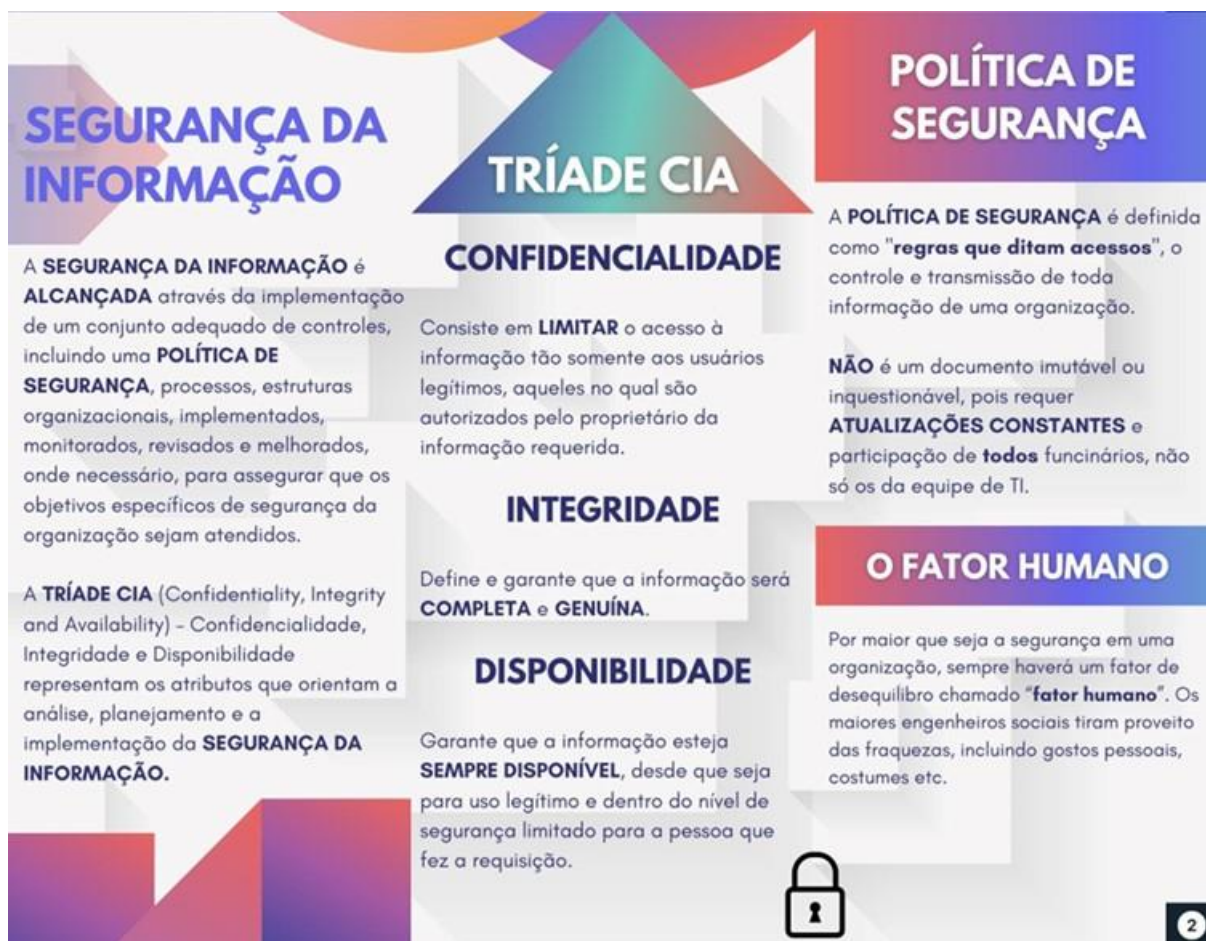 SEGURANÇA DA
INFORMAÇÃO
A SEGURANÇA DA INFORMAÇÃO é
ALCANÇADA através da implementação
de um conjunto adequado de controles,
incluindo uma POLÍTICA DE
SEGURANÇA, processos, estruturas
organizacionais, implementados,
monitorados, revisados e melhorados,
onde necessário, para assegurar que os
objetivos específicos de segurança da
organização sejam atendidos.
A TRÍADE CIA (Confidentiality, Integrity
and Availability) - Confidencialidade,
Integridade e Disponibilidade
representam os atributos que orientam a
análise, planejamento e a
implementação da SEGURANÇA DA
INFORMAÇÃO.
TRÍADE CIA
CONFIDENCIALIDADE
Consiste em LIMITAR o acesso à
informação tão somente aos usuários
legítimos, aqueles no qual são
autorizados pelo proprietário da
informação requerida.
INTEGRIDADE
Define e garante que a informação será
COMPLETA e GENUÍNA.
DISPONIBILIDADE
Garante que a informação esteja
SEMPRE DISPONÍVEL, desde que seja
para uso legítimo e dentro do nível de
segurança limitado para a pessoa que
fez a requisição.
POLÍTICA DE
SEGURANÇA
A POLÍTICA DE SEGURANÇA é definida
como "regras que ditam acessos", o
controle e transmissão de toda
informação de uma organização.
NÃO é um documento imutável ou
inquestionável, pois requer
ATUALIZAÇÕES CONSTANTES e
participação de todos funcinários, não
só os da equipe de TI.
O FATOR HUMANO
Por maior que seja a segurança em uma
organização, sempre haverá um fator de
desequilibro chamado “fator humano”. Os
maiores engenheiros sociais tiram proveito
das fraquezas, incluindo gostos pessoais,
costumes etc.
2